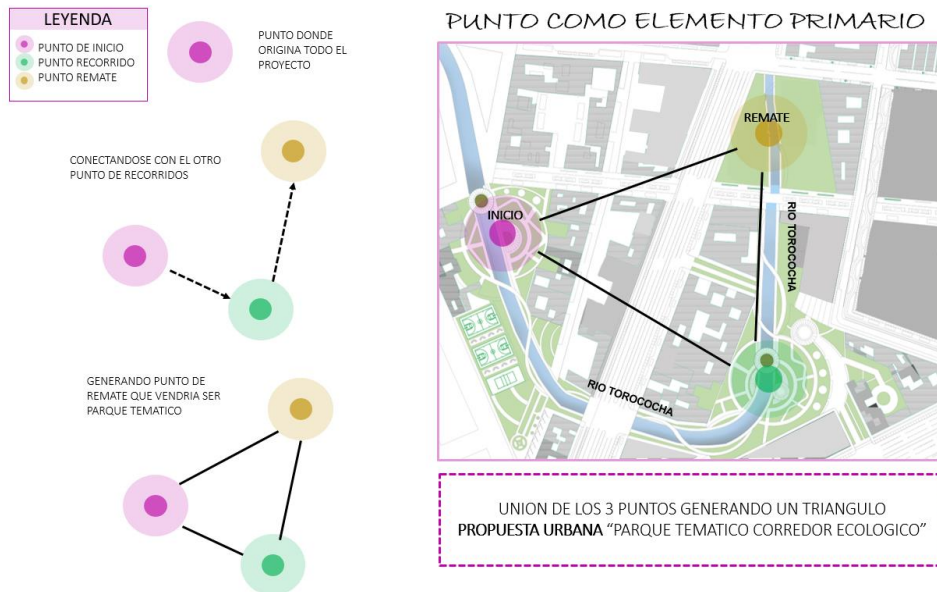 LEYENDA
PUNTO DE INICIO
PUNTO RECORRIDO
PUNTO REMATE
PUNTO DONDE
ORIGINA TODO EL
PROYECTO
CONECTANDOSE CON EL OTRO
PUNTO DE RECORRIDOS
GENERANDO PUNTO DE
REMATE QUE VENDRIA SER
PARQUE TEMATICO
PUNTO COMO ELEMENTO PRIMARIO
REMATE
INICIO
RIO TOROCOCHA
RIO TOROCOCHA
UNION DE LOS 3 PUNTOS GENERANDO UN TRIANGULO
PROPUESTA URBANA “PARQUE TEMATICO CORREDOR ECOLOGICO”